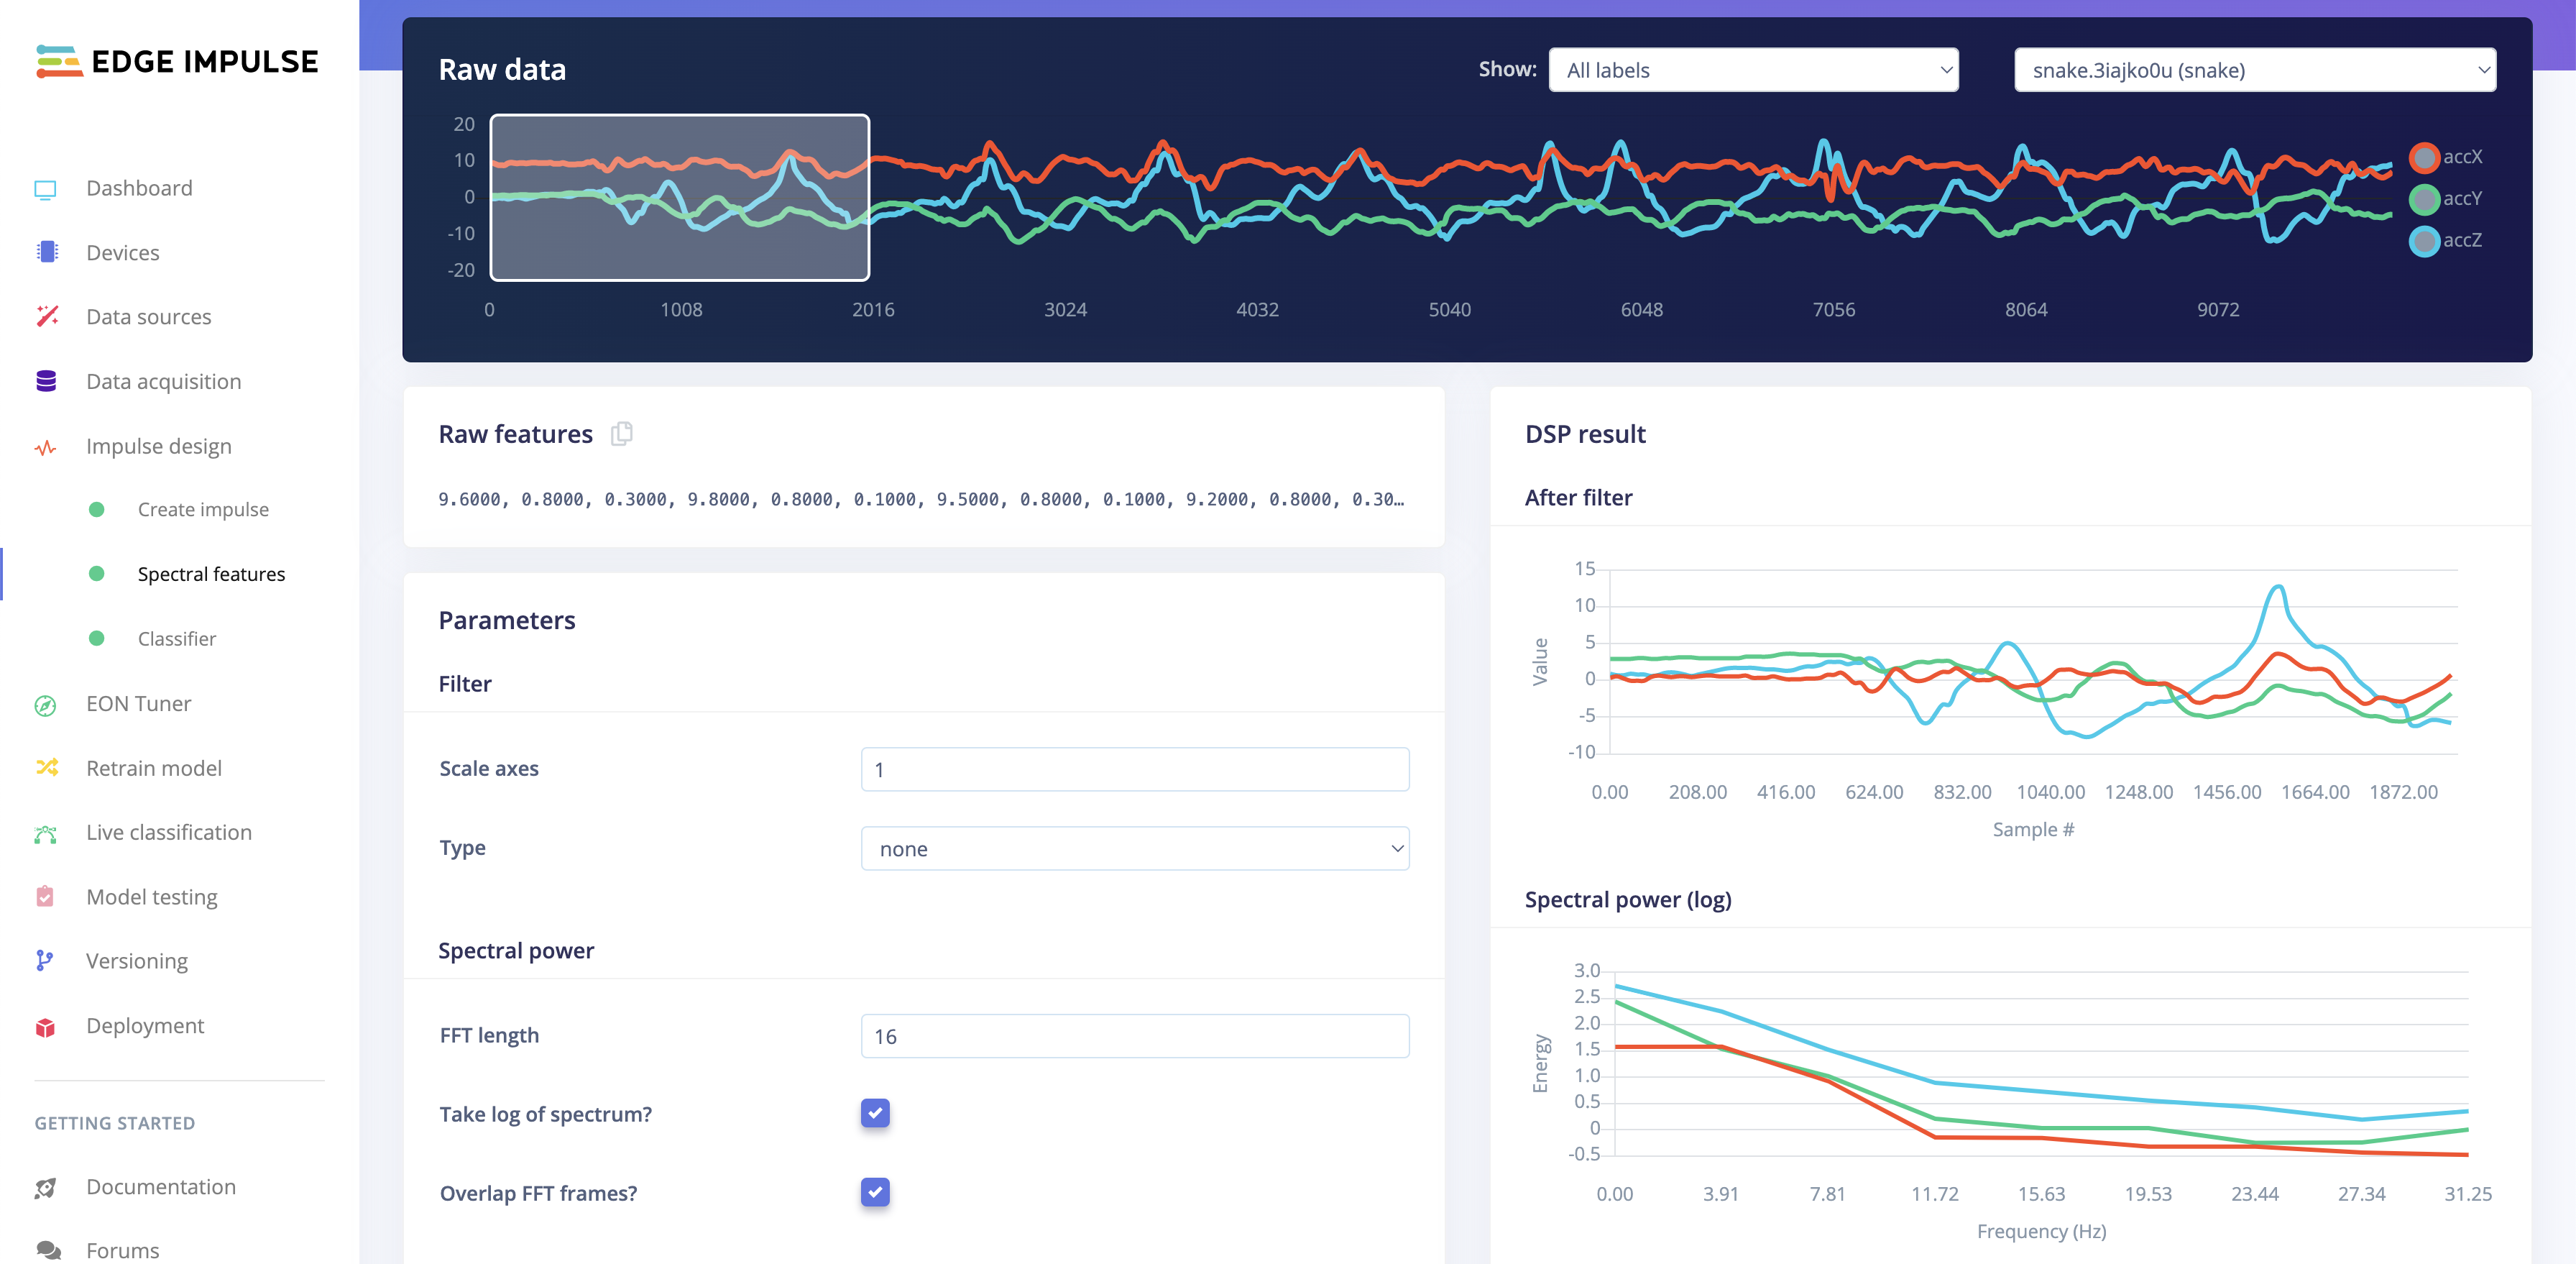 EDGE IMPULSE
Dashboard
Devices
Data sources
Data acquisition
Impulse design
Create impulse
Spectral features
Classifier
EON Tuner
Retrain model
Live classification
Model testing
Versioning
Deployment
GETTING STARTED
Documentation
Forums
Raw data
Show: All labels snake.3iajko0u (snake)
20
10
0
-10
-20
0 1008 2016 3024 4032 5040 6048 7056 8064 9072
accX
accY
accZ
Raw features
9.6000, 0.8000, 0.3000, 9.8000, 0.8000, 0.1000, 9.5000, 0.8000, 0.1000, 9.2000, 0.8000, 0.30…
Parameters
Filter
Scale axes 1
Type none
Spectral power
FFT length 16
Take log of spectrum?
Overlap FFT frames?
DSP result
After filter
15
10
5
0
-5
-10
Value
0.00 208.00 416.00 624.00 832.00 1040.00 1248.00 1456.00 1664.00 1872.00
Sample #
Spectral power (log)
3.0
2.5
2.0
1.5
1.0
0.5
0
-0.5
Energy
0.00 3.91 7.81 11.72 15.63 19.53 23.44 27.34 31.25
Frequency (Hz)